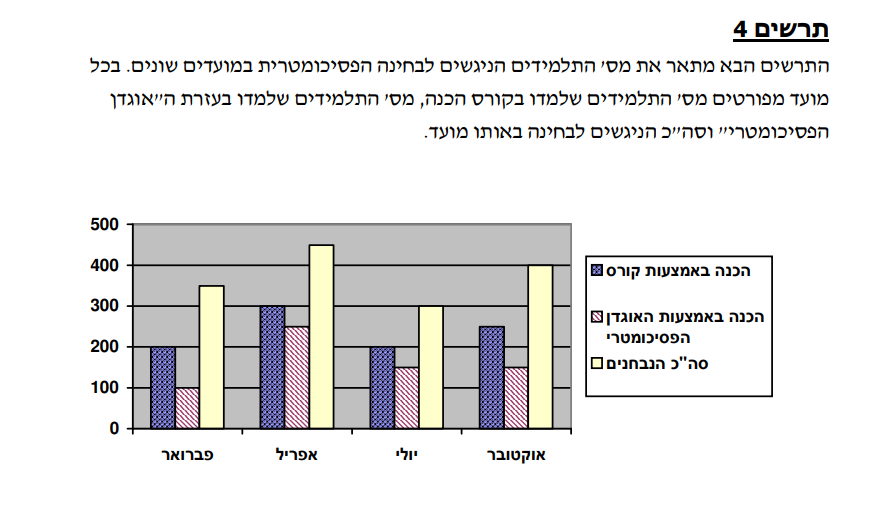 תרשים 4
התרשים הבא מתאר את מס׳ התלמידים הניגשים לבחינה הפסיכומטרית במועדים שונים. בכל
מועד מפורטים מס׳ התלמידים שלמדו בקורס הכנה, מס׳ התלמידים שלמדו בעזרת ה״אוגדן
הפסיכומטרי״ וסה״כ הניגשים לבחינה באותו מועד.
500
400
300
200
100
0
פברואר
אפריל
יולי
אוקטובר
הכנה באמצעות קורס
הכנה באמצעות האוגדן
הפסיכומטרי
סה"כ הנבחנים